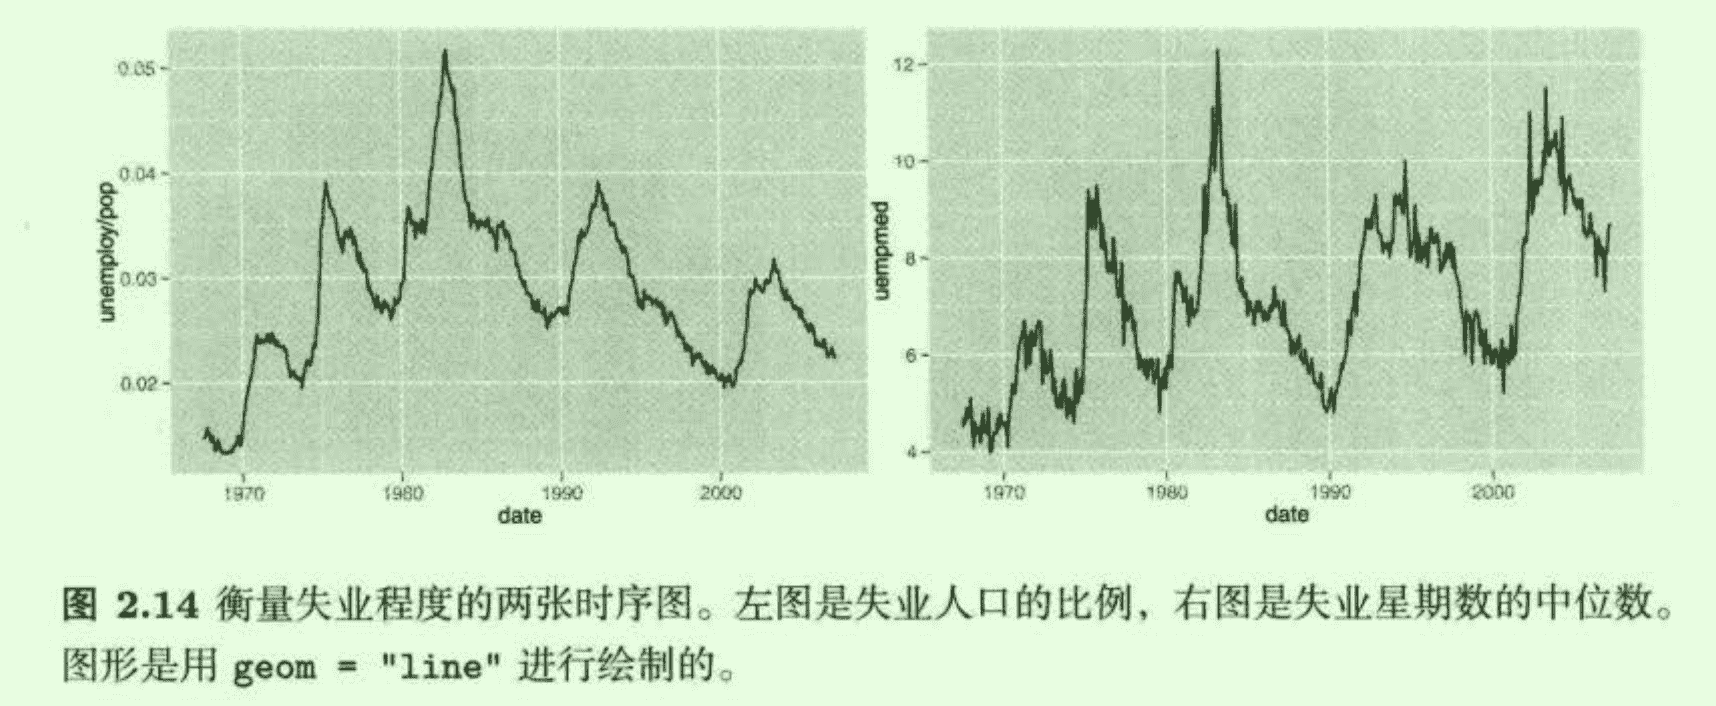 0.05
0.04
0.03
0.02
unemploy/pop
1970 1980 1990 2000
date
12
10
8
6
4
uempmed
1970 1980 1990 2000
date
图 2.14 衡量失业程度的两张时序图。左图是失业人口的比例，右图是失业星期数的中位数。
图形是用 geom = "line" 进行绘制的。